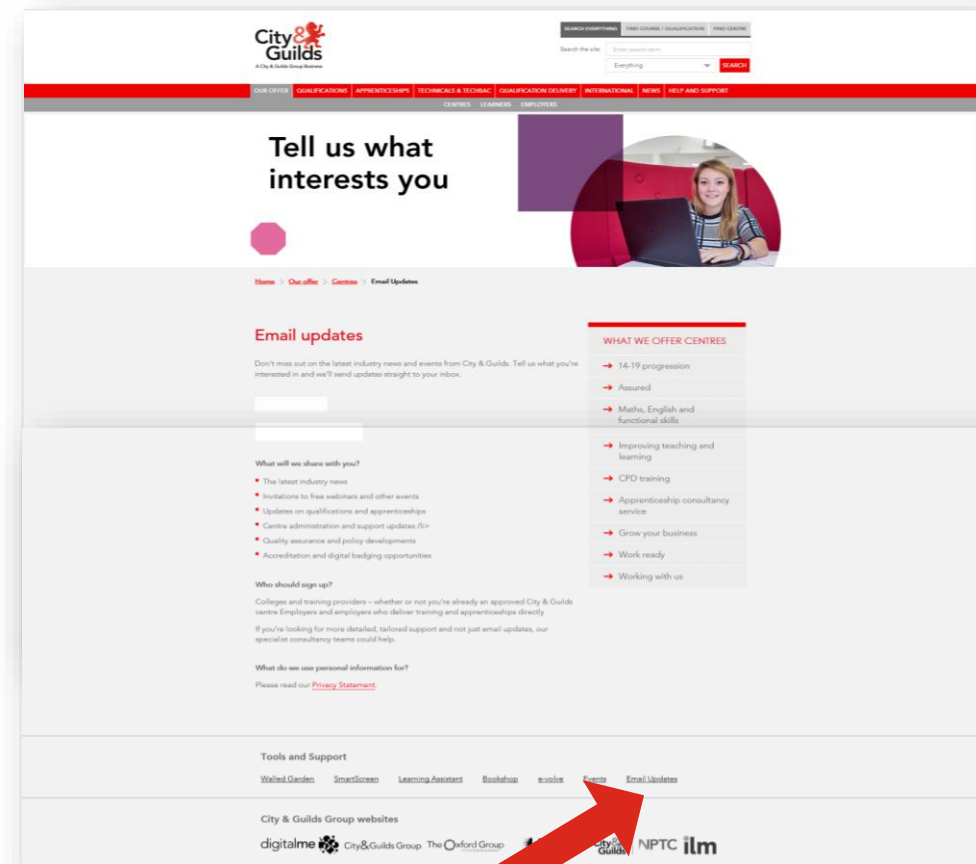 City&
Guilds
A City & Guilds Group Business
SEARCH EVERYTHING
FIND COURSE / QUALIFICATION
FIND CENTRE
Search the site
Enter search term
Everything
SEARCH
OUR OFFER QUALIFICATIONS APPRENTICESHIPS TECHNICALS & TECHBAC QUALIFICATION DELIVERY INTERNATIONAL NEWS HELP AND SUPPORT
CENTRES LEARNERS EMPLOYERS
Tell us what
interests you
Home > Our offer > Centres > Email Updates
Email updates
Don't miss out on the latest industry news and events from City & Guilds. Tell us what you're
interested in and we'll send updates straight to your inbox.
What will we share with you?
The latest industry news
Invitations to free webinars and other events
Updates on qualifications and apprenticeships
Centre administration and support updates /li>
Quality assurance and policy developments
Accreditation and digital badging opportunities
Who should sign up?
Colleges and training providers – whether or not you're already an approved City & Guilds
centre Employers and employers who deliver training and apprenticeships directly
If you're looking for more detailed, tailored support and not just email updates, our
specialist consultancy teams could help.
What do we use personal information for?
Please read our Privacy Statement.
WHAT WE OFFER CENTRES
14-19 progression
Assured
Maths, English and
functional skills
Improving teaching and
learning
CPD training
Apprenticeship consultancy
service
Grow your business
Work ready
Working with us
Tools and Support
Walled Garden SmartScreen Learning Assistant Bookshop e-volve Events Email Updates
City & Guilds Group websites
digitalme City&Guilds Group The Oxford Group City& Guilds NPTC ilm